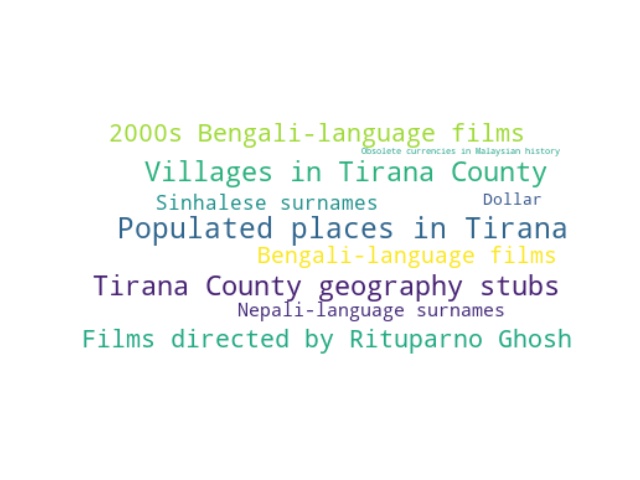 2000s Bengali-language films
Obsolete currencies in Malaysian history
Villages in Tirana County
Sinhalese surnames
Dollar
Populated places in Tirana
Bengali-language films
Tirana County geography stubs
Nepali-language surnames
Films directed by Rituparno Ghosh